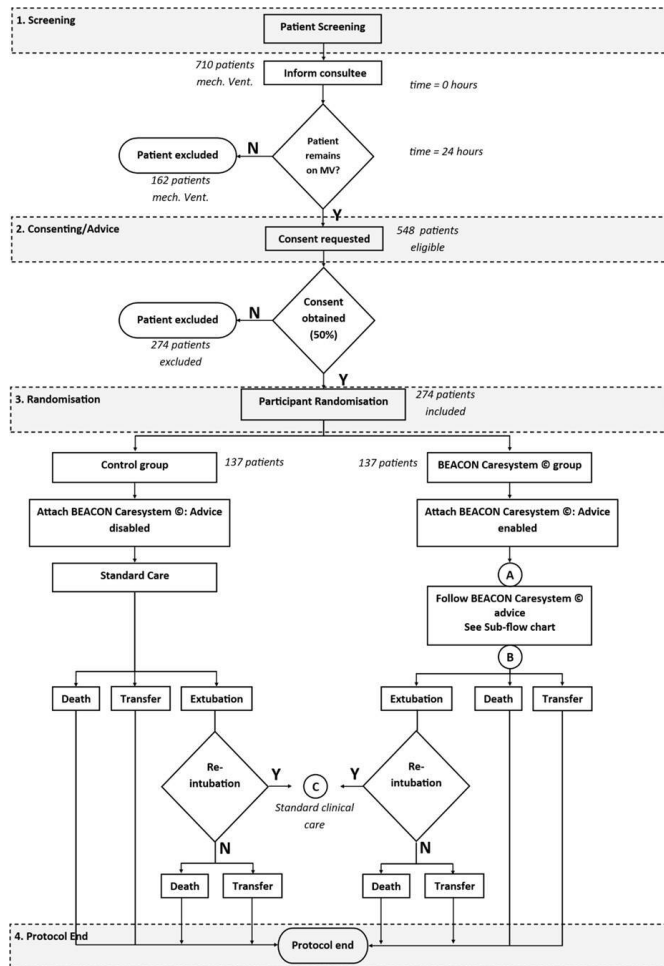 1. Screening
Patient Screening
710 patients
mech. Vent.
Inform consultee
time = 0 hours
Patient
remains
on MV?
time = 24 hours
N
Patient excluded
162 patients
mech. Vent.
Y
2. Consenting/Advice
Consent requested
548 patients
eligible
Consent
obtained
(50%)
N
Patient excluded
274 patients
excluded
Y
3. Randomisation
Participant Randomisation
274 patients
included
Control group
137 patients
137 patients
BEACON Caresystem © group
Attach BEACON Caresystem ©: Advice
disabled
Attach BEACON Caresystem ©: Advice
enabled
Standard Care
A
Follow BEACON Caresystem ©
advice
See Sub-flow chart
B
Death
Transfer
Extubation
Extubation
Death
Transfer
Re-
intubation
Y
C
Y
Re-
intubation
Standard clinical
care
N
N
Death
Transfer
Death
Transfer
4. Protocol End
Protocol end